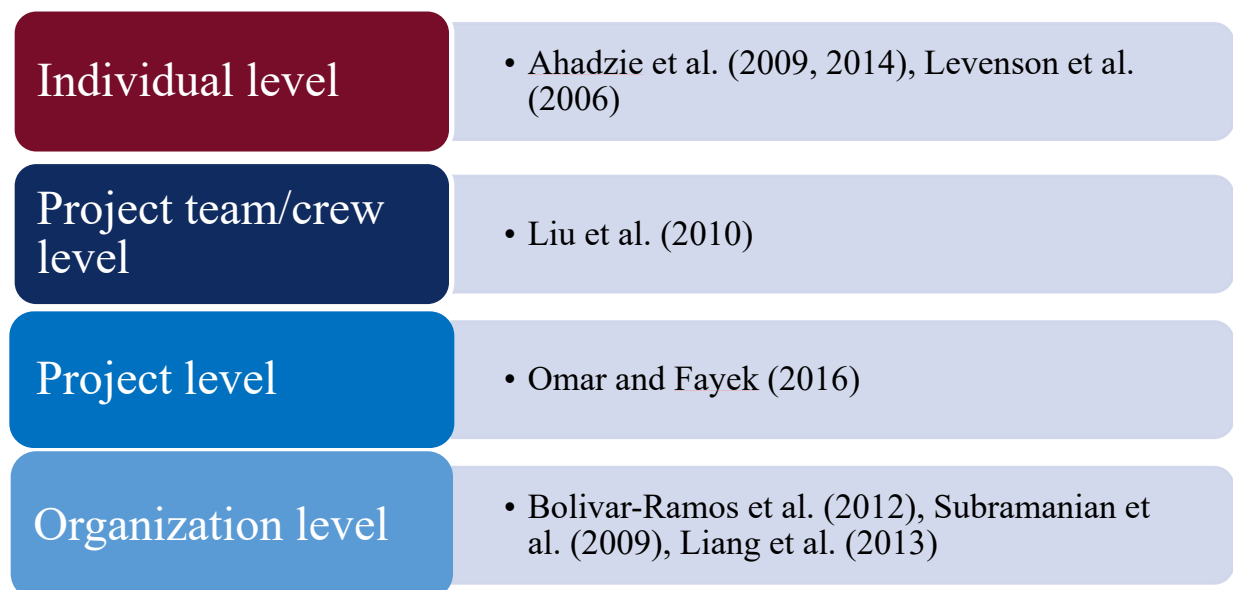 Individual level
• Ahadzie et al. (2009, 2014), Levenson et al.
(2006)
Project team/crew
level
• Liu et al. (2010)
Project level
• Omar and Fayek (2016)
Organization level
• Bolivar-Ramos et al. (2012), Subramanian et
al. (2009), Liang et al. (2013)